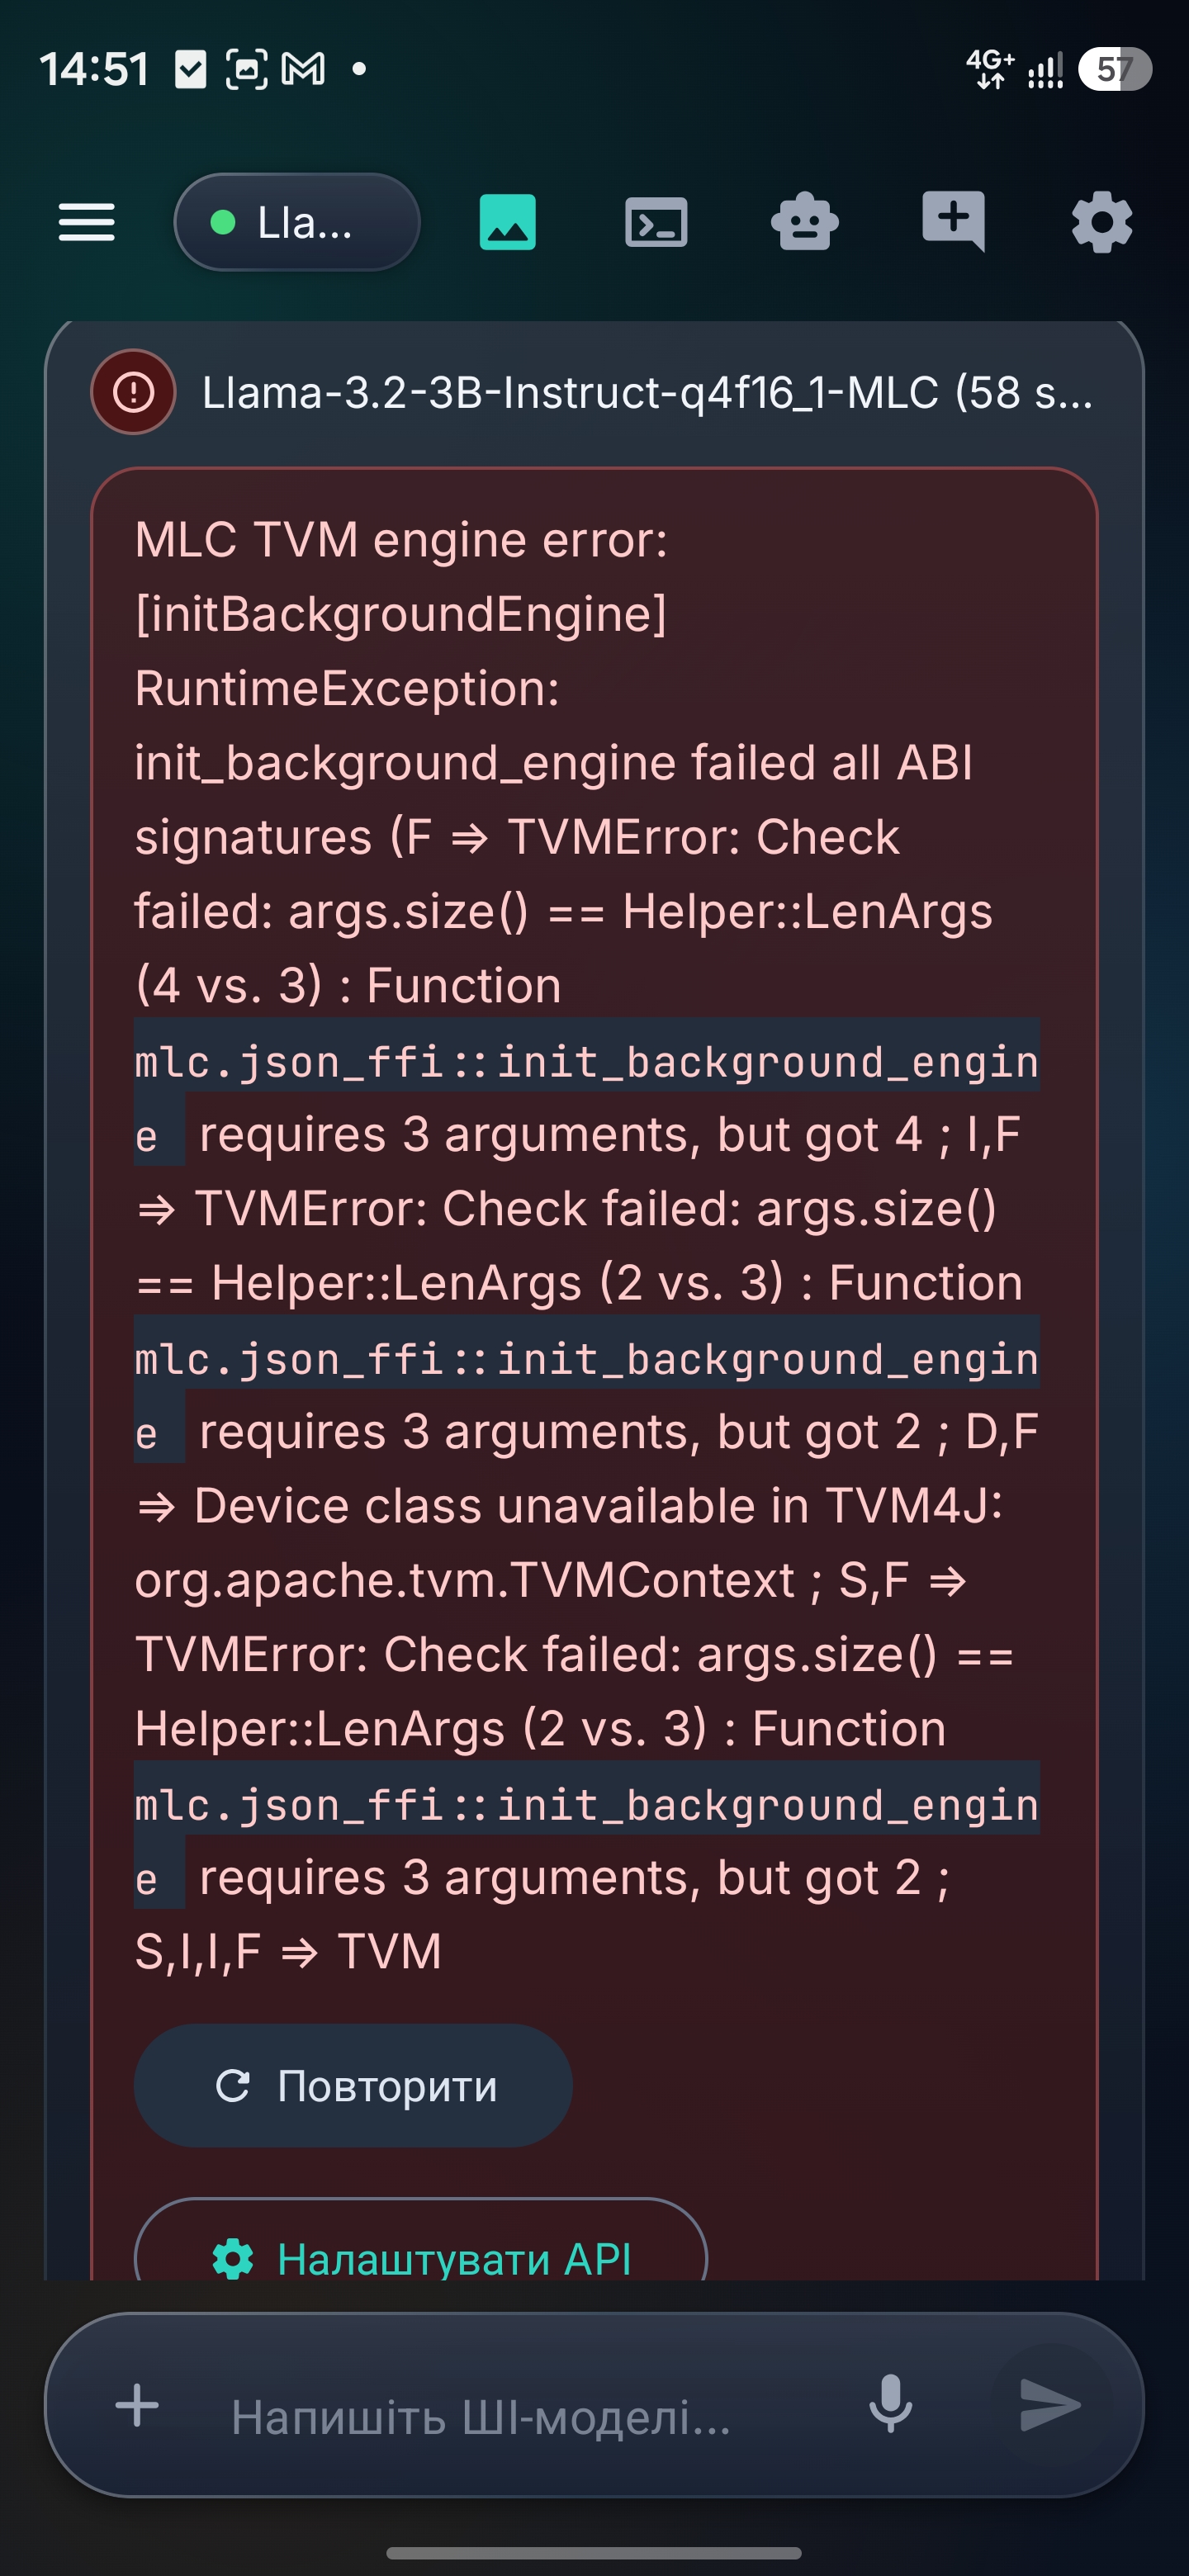 14:51
4G+
57
Lla...
Llama-3.2-3B-Instruct-q4f16_1-MLC (58 s...
MLC TVM engine error:
[initBackgroundEngine]
RuntimeException:
init_background_engine failed all ABI
signatures (F ⇒ TVMError: Check
failed: args.size() == Helper::LenArgs
(4 vs. 3) : Function
mlc.json_ffi::init_background_engin
e requires 3 arguments, but got 4 ; I,F
⇒ TVMError: Check failed: args.size()
== Helper::LenArgs (2 vs. 3) : Function
mlc.json_ffi::init_background_engin
e requires 3 arguments, but got 2 ; D,F
⇒ Device class unavailable in TVM4J:
org.apache.tvm.TVMContext ; S,F ⇒
TVMError: Check failed: args.size() ==
Helper::LenArgs (2 vs. 3) : Function
mlc.json_ffi::init_background_engin
e requires 3 arguments, but got 2 ;
S,I,I,F ⇒ TVM
Повторити
Налаштувати API
Напишіть ШІ-моделі...